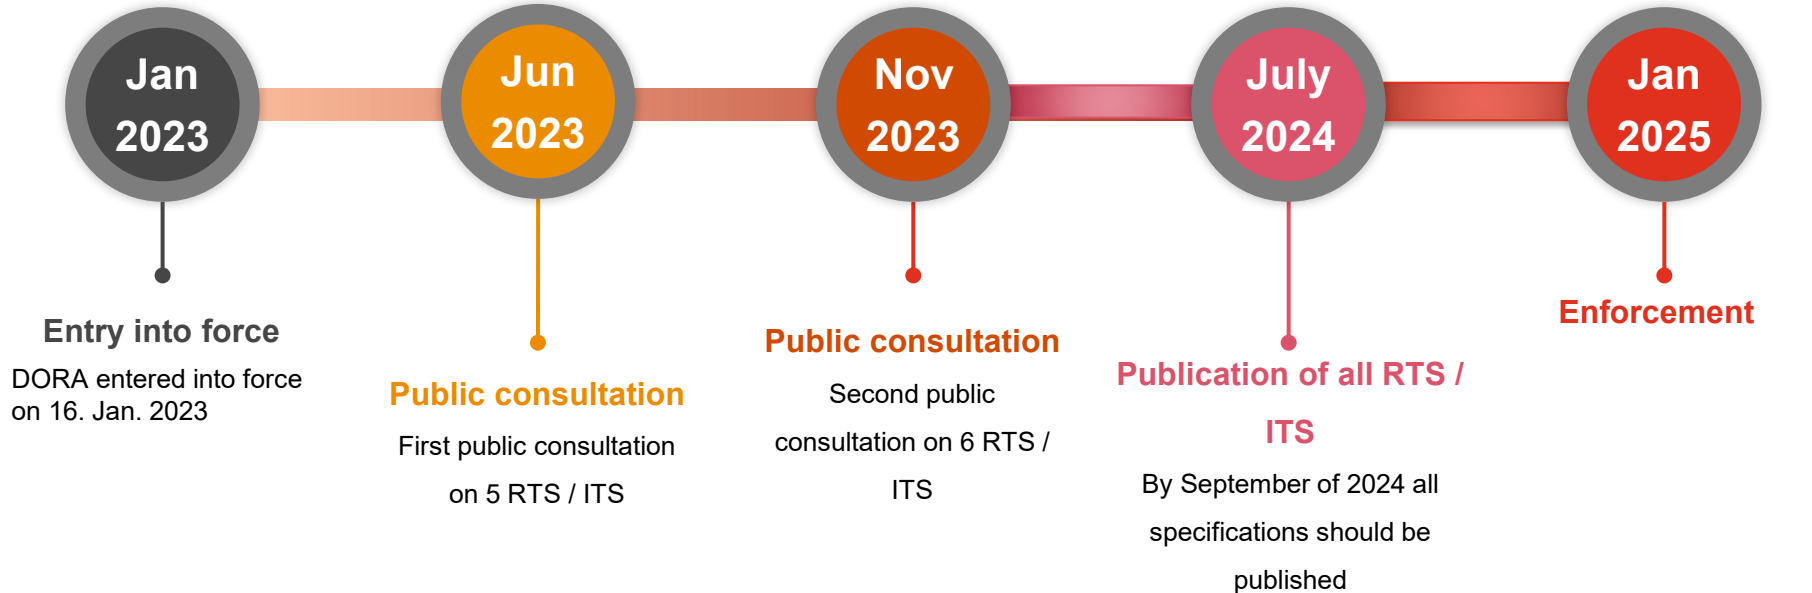 Jan
2023
Jun
2023
Nov
2023
July
2024
Jan
2025
Entry into force
DORA entered into force
on 16. Jan. 2023
Public consultation
First public consultation
on 5 RTS / ITS
Public consultation
Second public
consultation on 6 RTS /
ITS
Publication of all RTS /
ITS
By September of 2024 all
specifications should be
published
Enforcement